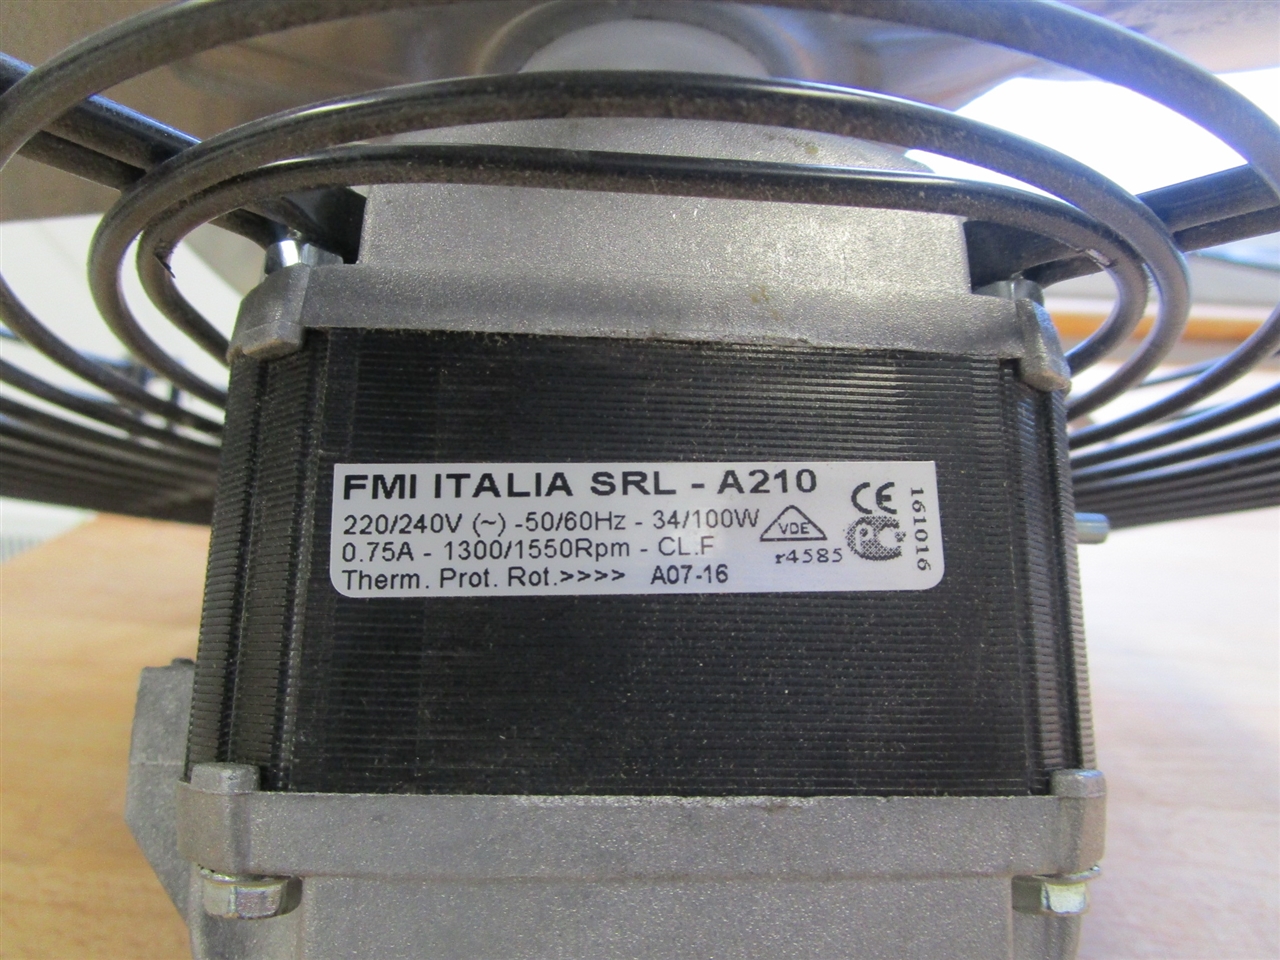 FMI ITALIA SRL - A210
220/240V (~) -50/60Hz - 34/100W
0.75A - 1300/1550Rpm - CL.F
Therm. Prot. Rot.>>>> A07-16
VDE
r4585
CE
161016